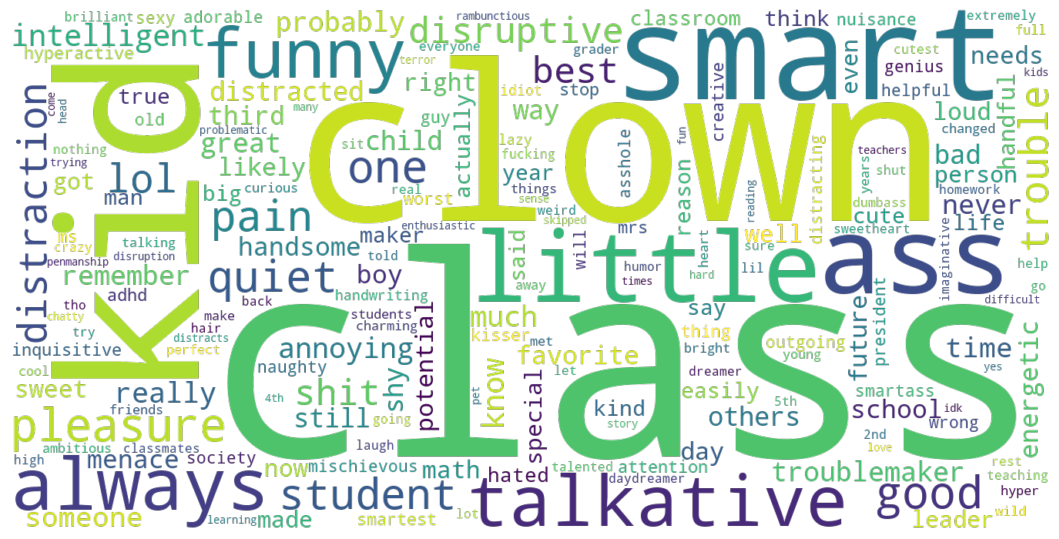 brilliant sexy adorable probably disruptive rambunctious classroom think nuisance extremely full
intelligent funny everyone grader smart even needs kids
hyperactive terror right best stop genius helpful cutest
kid true old distracted third many way idiot creative loud handful
come head distraction problematic guy lazy clown changed
nothing trying great sit child actually fucking asshole fun teachers bad trouble
got lol likely one year reason distracting shut person
man big curious real worst things sense dumbass years homework
ms crazy talking pain enthusiastic weird skipped mrs reading cute never life
penmanship disruption handsome maker told said will well sweetheart
remember quiet boy away little humor times heart sure lil hard ass imaginative help go
tho adhd back handwriting difficult
chatty try make hair students charming much kisser met say thing outgoing young future president time yes
inquisitive distracts perfect annoying naughty favorite bright dreamer
cool sweet really 4th shit shy potential know let pet kind easily 5th smartass energetic
friends still going special story others school idk wrong
pleasure ambitious classmates laugh class 2nd love
high menace society now mischievous math hated talented attention day daydreamer troublemaker rest teaching
always student talkative good hyper
someone learning made smartest lot leader wild